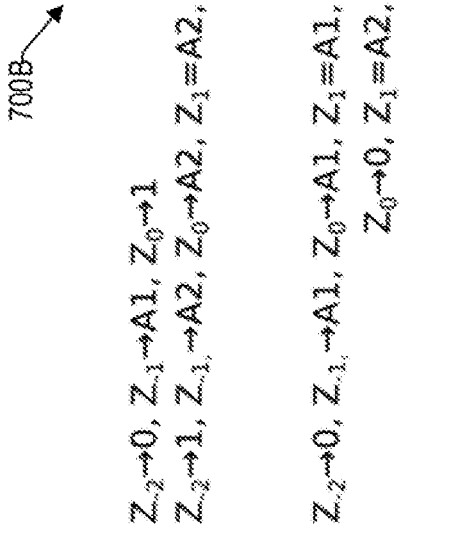 700B
Z₋₂→0, Z₋₁→A1, Z₀→1
Z₋₂→1, Z₋₁, →A2, Z₀→A2, Z₁=A2,
Z₋₂→0, Z₋₁, →A1, Z₀→A1, Z₁=A1,
Z₀→0, Z₁=A2,